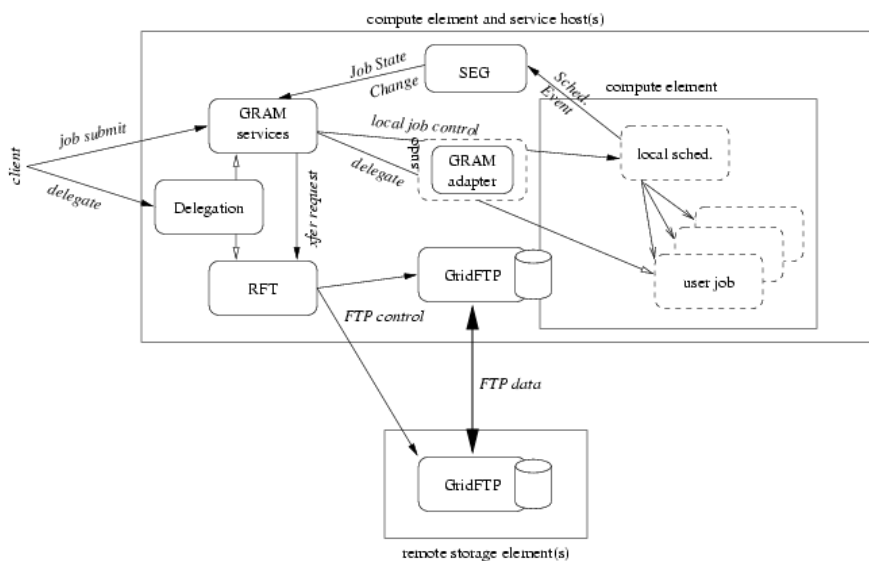 compute element and service host(s)
Job State
Change
SEG
Sched.
Event
compute element
GRAM
services
job submit
local job control
sudo
GRAM
adapter
local sched.
client
delegate
delegate
Delegation
xfer request
RFT
GridFTP
user job
FTP control
FTP data
GridFTP
remote storage element(s)